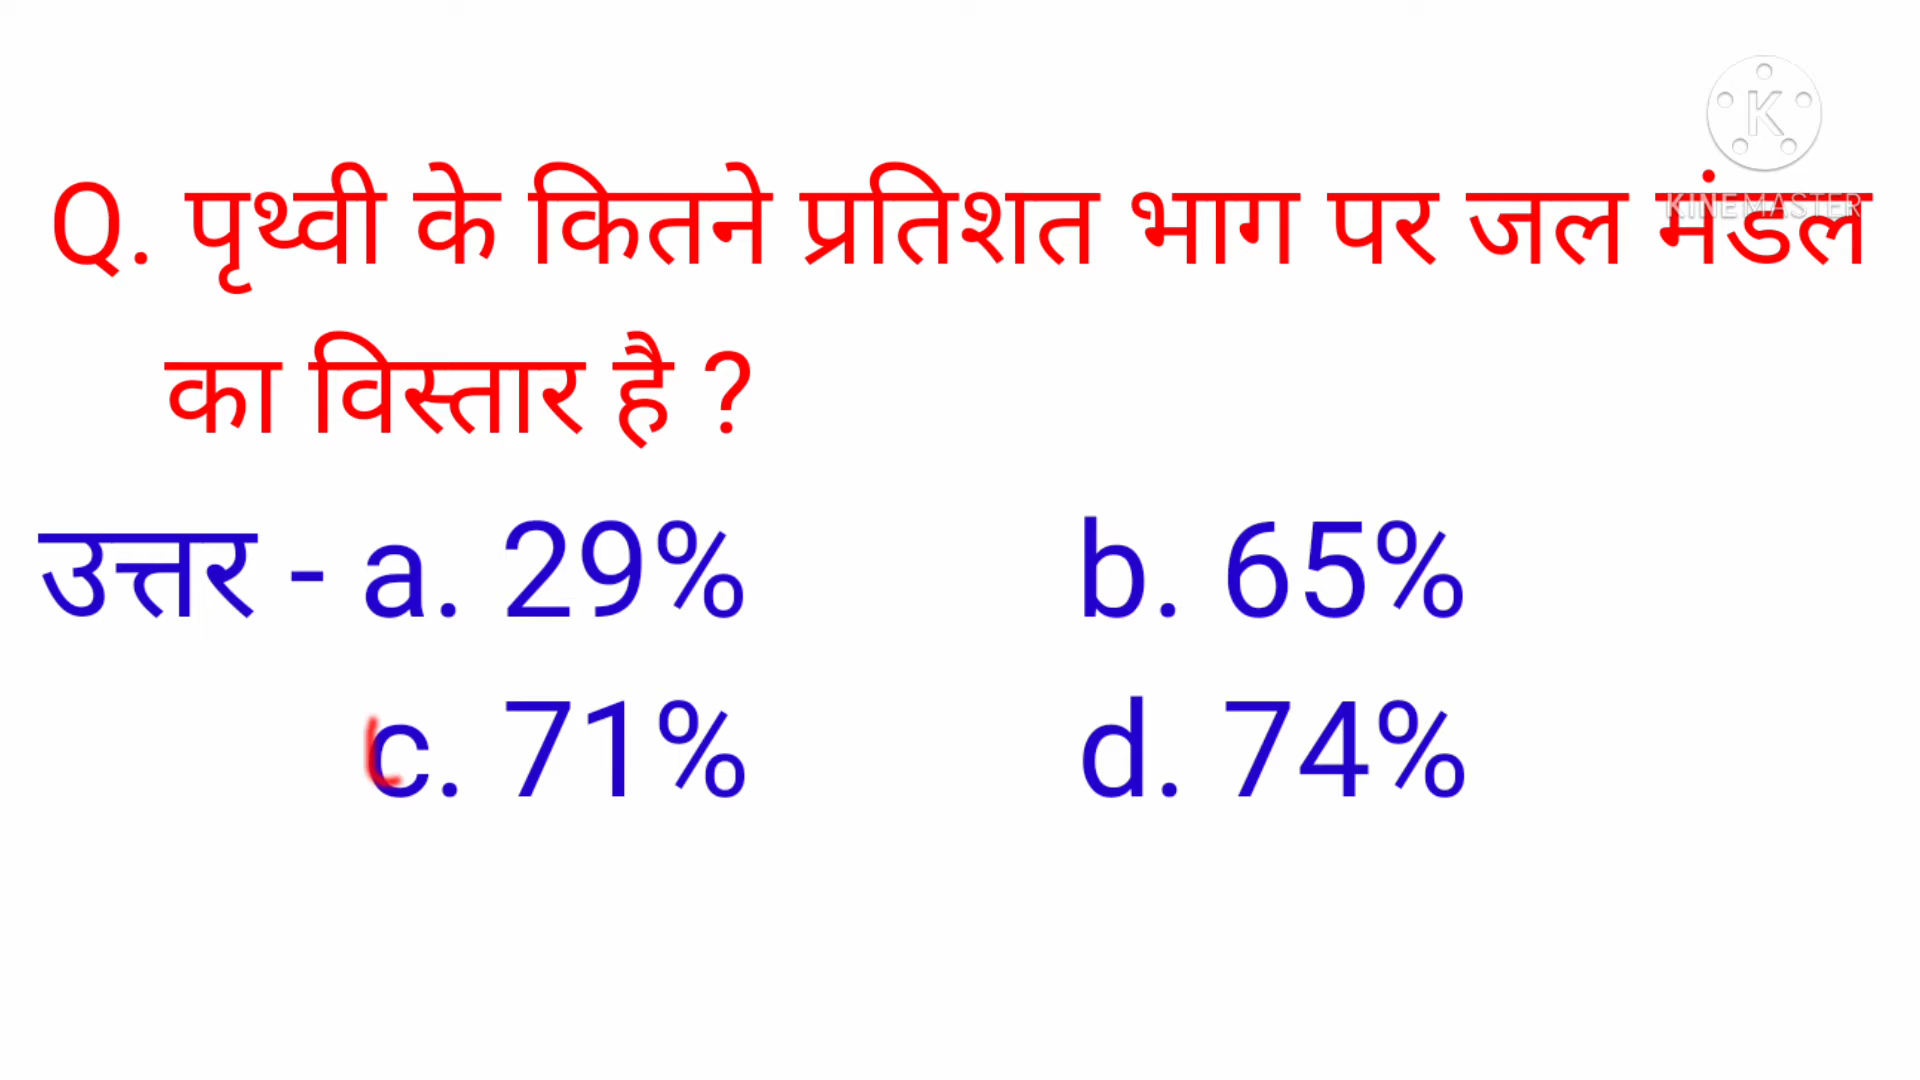 K
KINEMASTER
Q. पृथ्वी के कितने प्रतिशत भाग पर जल मंडल
का विस्तार है ?
उत्तर - a. 29% b. 65%
c. 71% d. 74%